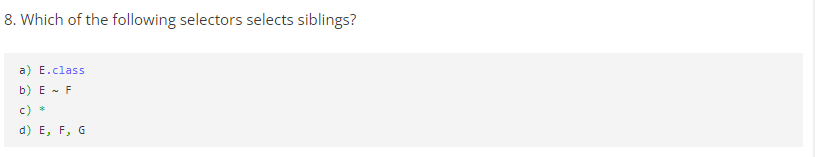 8. Which of the following selectors selects siblings?
a) E.class
b) E ~ F
c) *
d) E, F, G